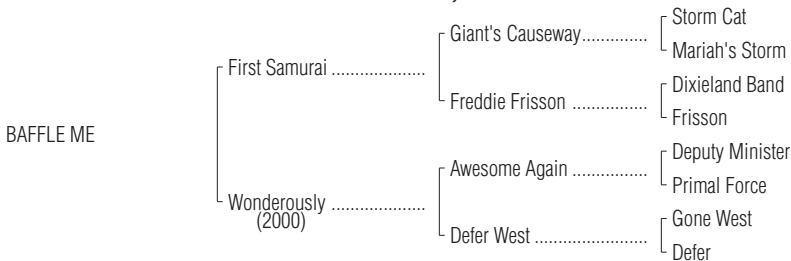 Storm Cat
Giant's Causeway..............
Mariah's Storm
First Samurai ....................
Dixieland Band
Freddie Frisson ................
Frisson
BAFFLE ME
Deputy Minister
Awesome Again ................
Primal Force
Wonderously ....................
(2000)
Gone West
Defer West ........................
Defer